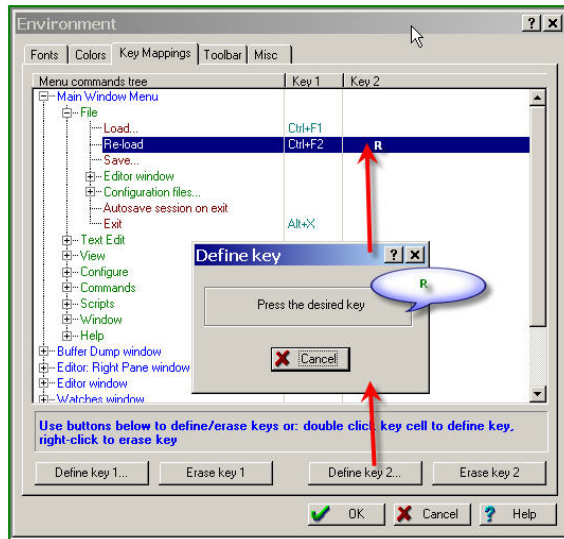 Environment
Fonts Colors Key Mappings Toolbar Misc
Menu commands tree Key 1 Key 2
Main Window Menu
File
Load... Ctrl+F1
Re-load Ctrl+F2 R
Save...
Editor window
Configuration files...
Autosave session on exit
Exit Alt+X
Text Edit
View
Configure
Commands
Scripts
Window
Help
Buffer Dump window
Editor: Right Pane window
Editor window
Watches window
Define key
R
Press the desired key
Cancel
Use buttons below to define/erase keys or: double click key cell to define key,
right-click to erase key
Define key 1... Erase key 1 Define key 2... Erase key 2
OK Cancel Help